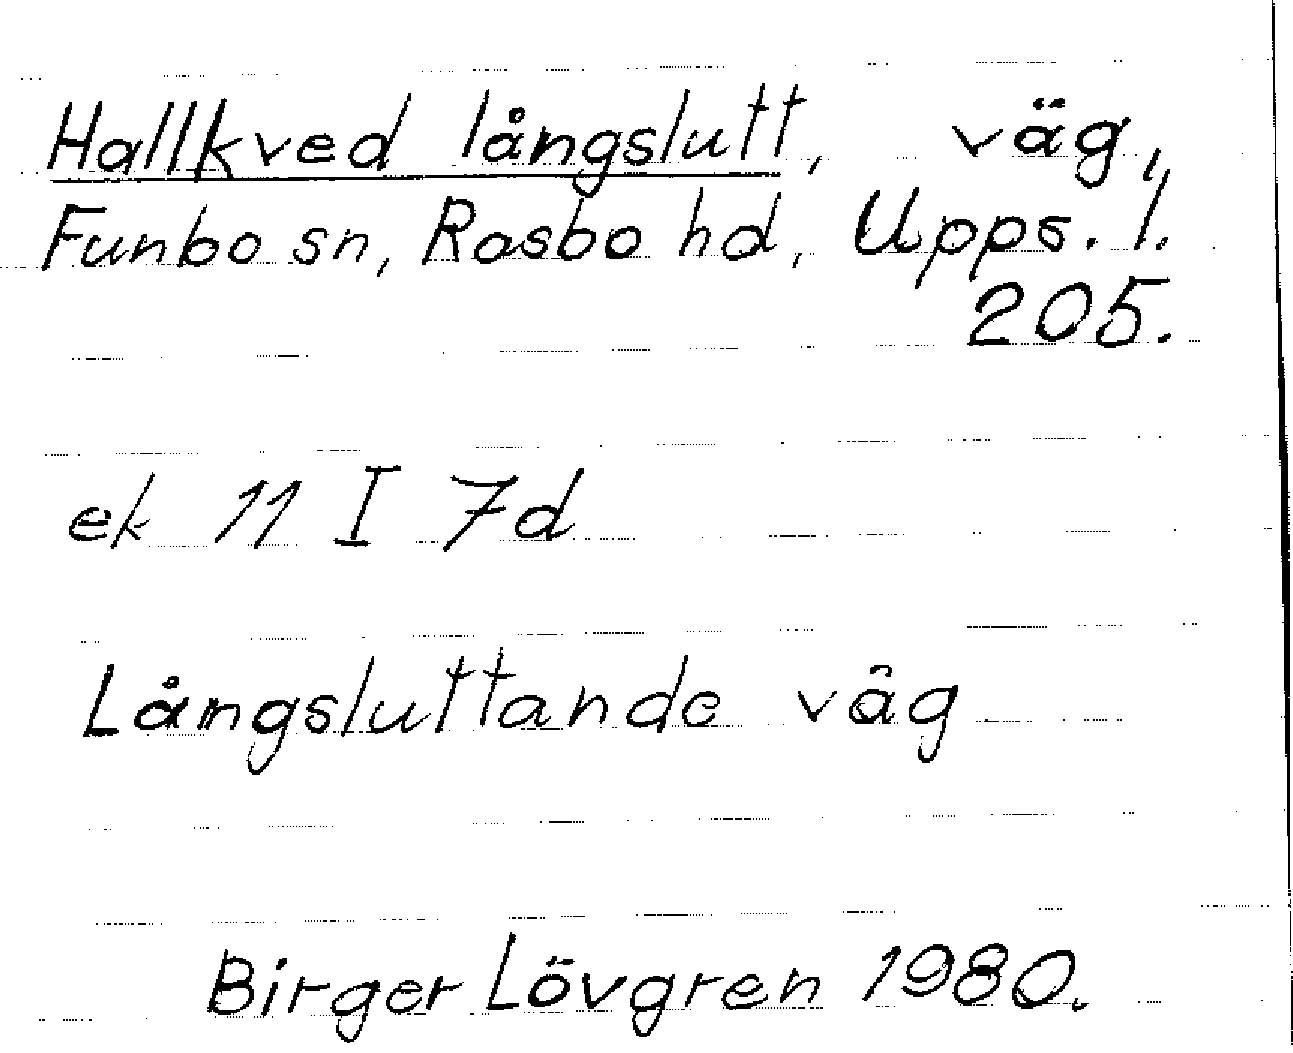 Hallkved långslutt, väg,
Funbo sn, Rasbo hd, Upps. l.
205.
ek 11 I 7d
Långsluttande väg
Birger Lövgren 1980.